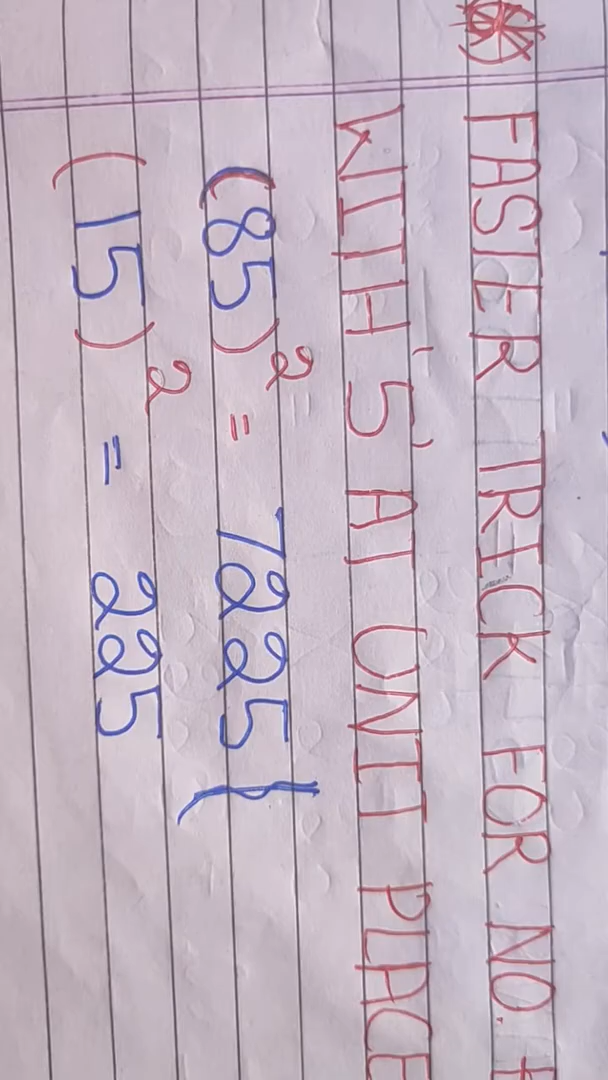 FASTER TRICK FOR NO.
WITH '5' AT UNIT PLACE
(85)² = 7225
(15)² = 225